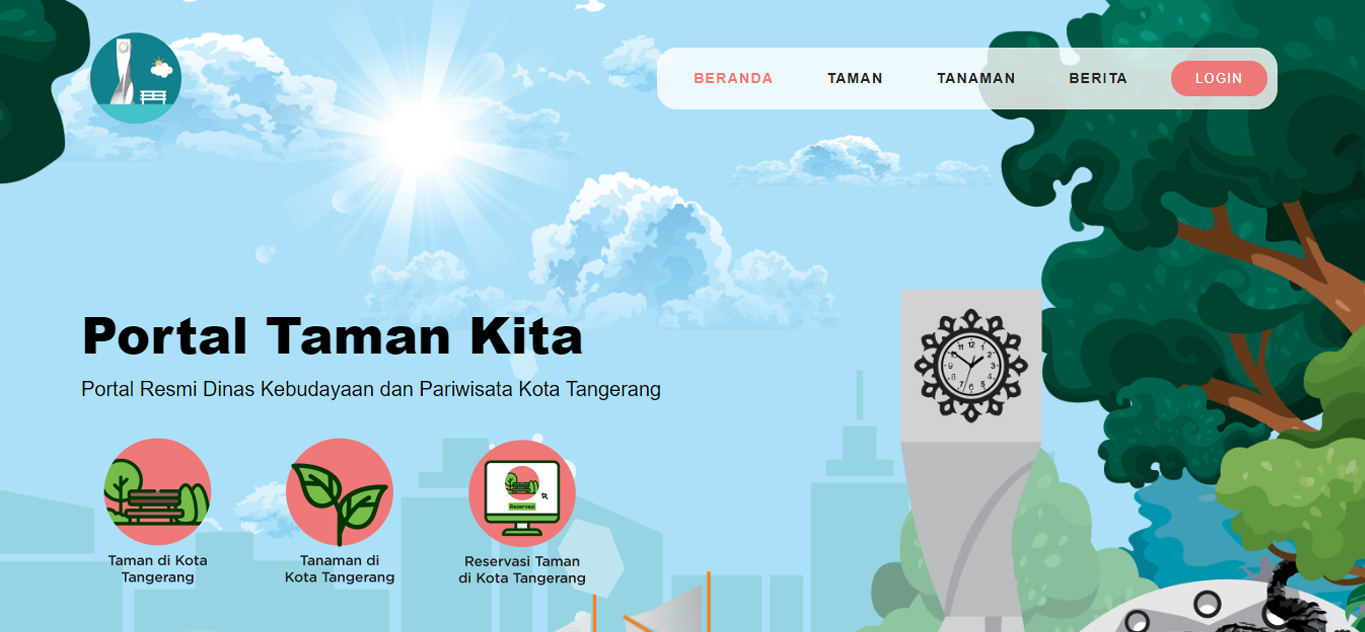 BERANDA TAMAN TANAMAN BERITA LOGIN
Portal Taman Kita
Portal Resmi Dinas Kebudayaan dan Pariwisata Kota Tangerang
Reservasi
Taman di Kota
Tangerang
Tanaman di
Kota Tangerang
Reservasi Taman
di Kota Tangerang